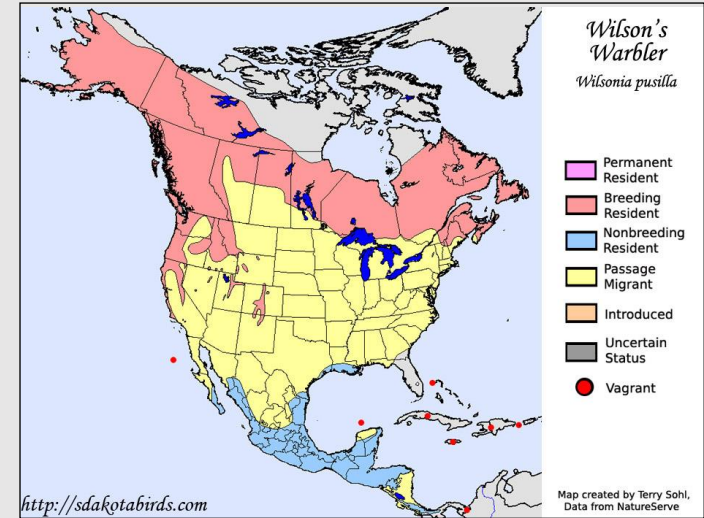 Wilson's
Warbler
Wilsonia pusilla
Permanent
Resident
Breeding
Resident
Nonbreeding
Resident
Passage
Migrant
Introduced
Uncertain
Status
Vagrant
http://sdakotabirds.com
Map created by Terry Sohl,
Data from NatureServe